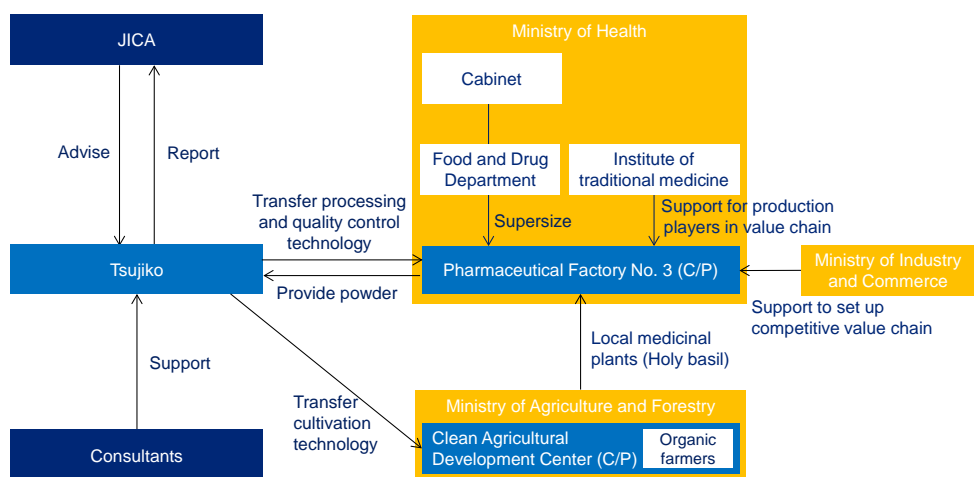 JICA
Ministry of Health
Cabinet
Advise
Report
Food and Drug
Department
Institute of
traditional medicine
Transfer processing
and quality control
technology
Supersize
Support for production
players in value chain
Tsujiko
Pharmaceutical Factory No. 3 (C/P)
Ministry of Industry
and Commerce
Provide powder
Support to set up
competitive value chain
Support
Local medicinal
plants (Holy basil)
Transfer
cultivation
technology
Ministry of Agriculture and Forestry
Consultants
Clean Agricultural
Development Center (C/P)
Organic
farmers